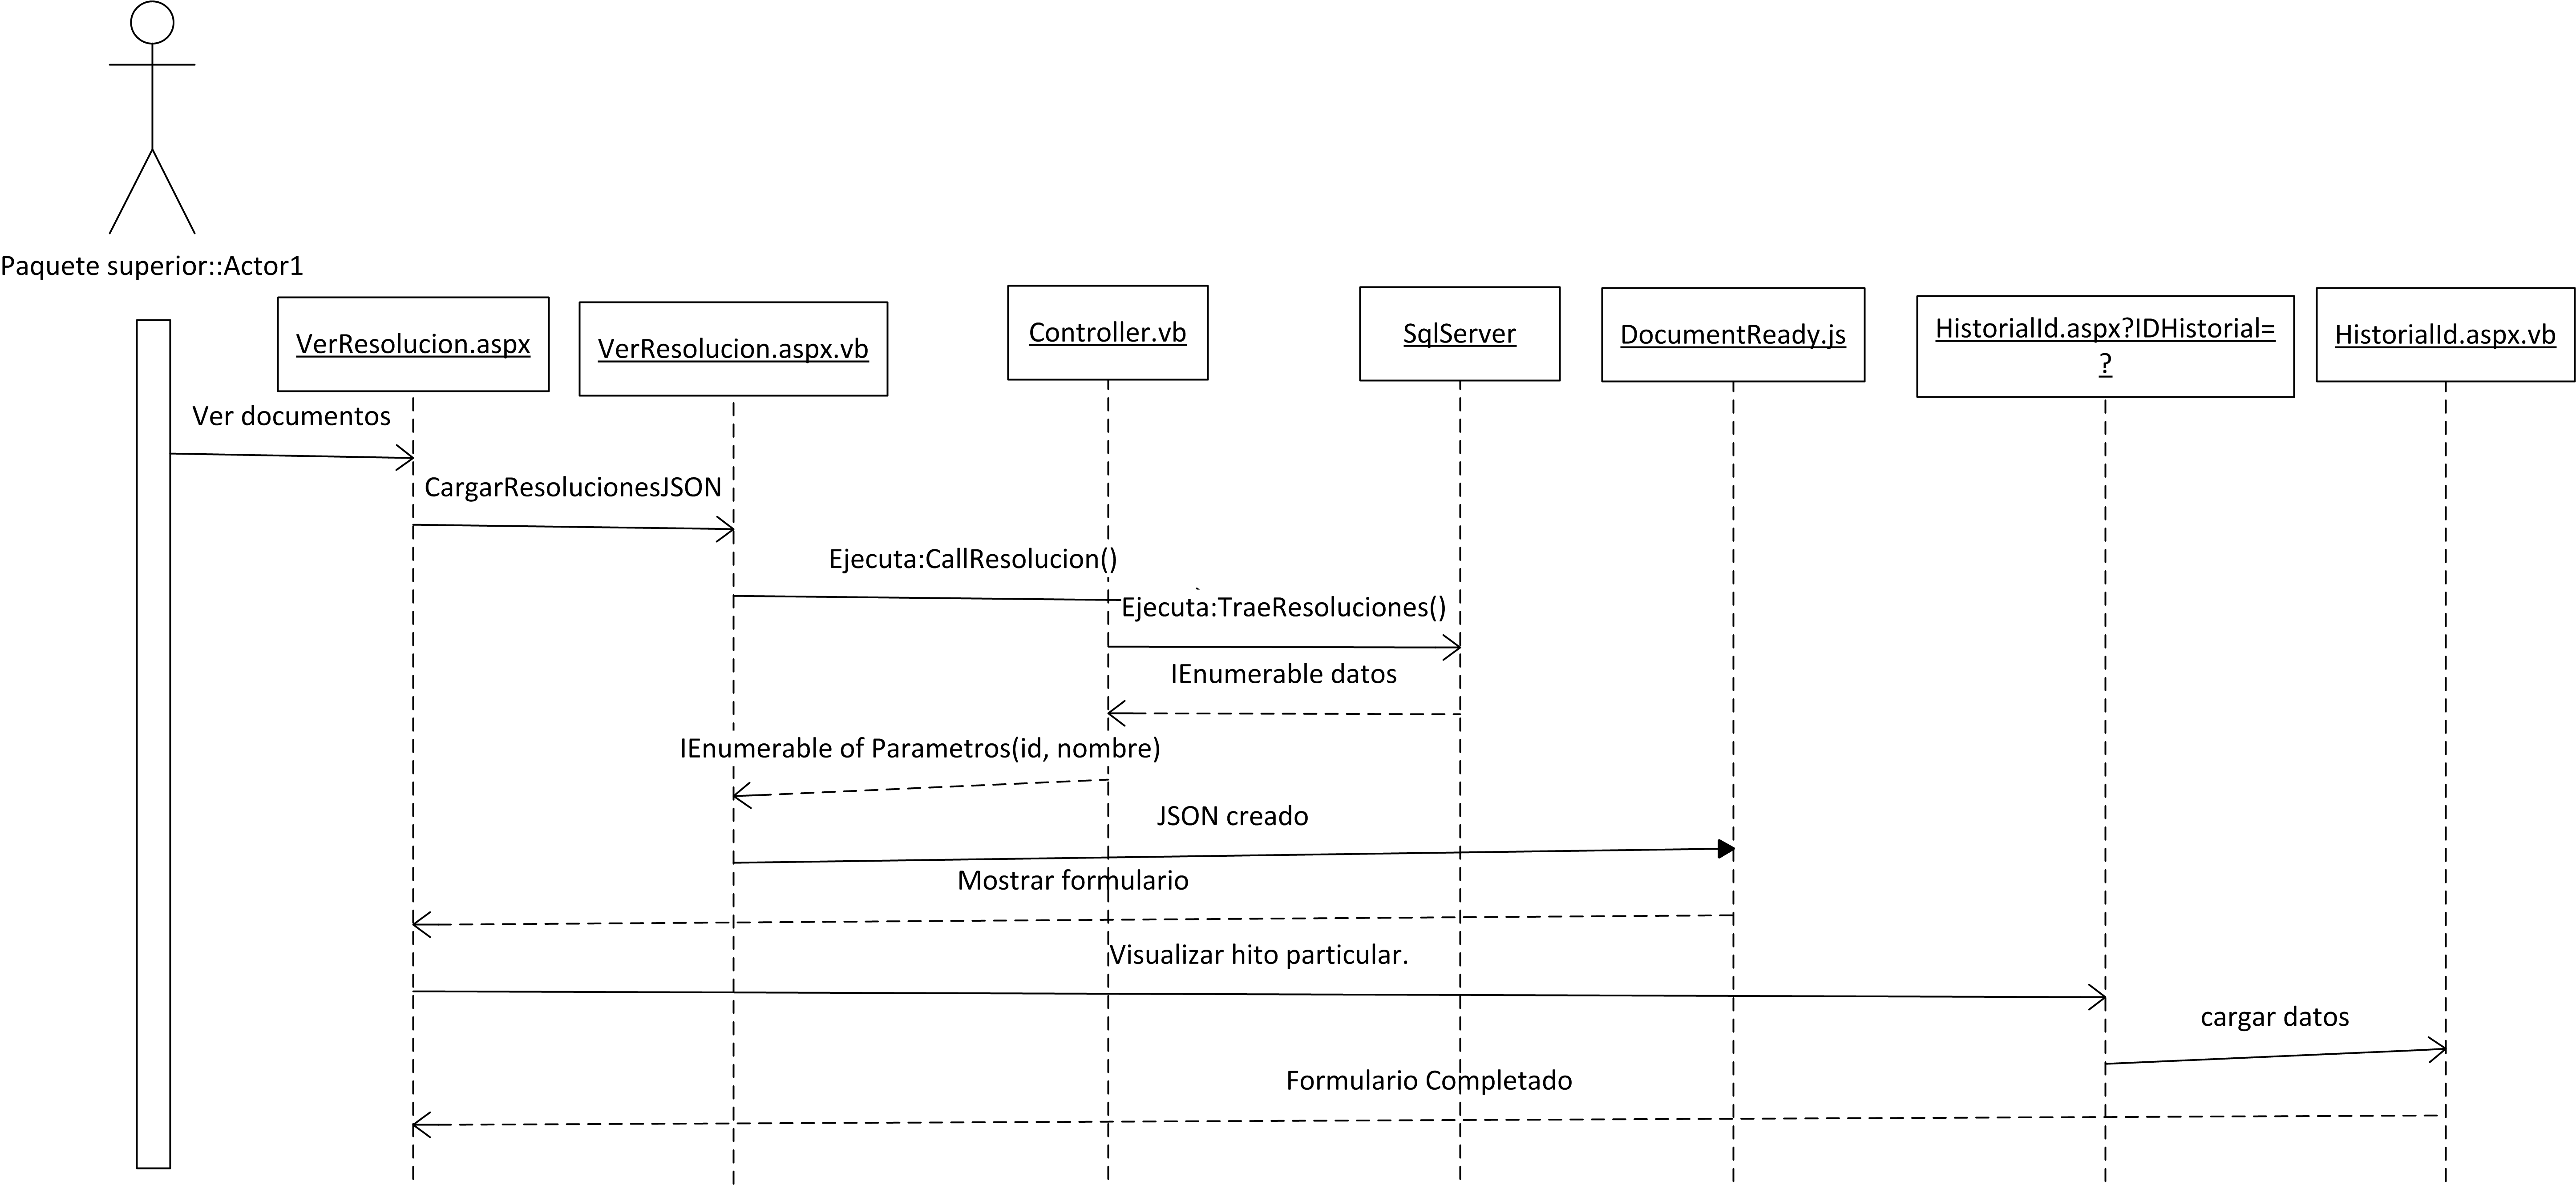 Paquete superior::Actor1
VerResolucion.aspx
VerResolucion.aspx.vb
Controller.vb
SqlServer
DocumentReady.js
HistorialId.aspx?IDHistorial=
?
HistorialId.aspx.vb
Ver documentos
CargarResolucionesJSON
Ejecuta:CallResolucion()
Ejecuta:TraeResoluciones()
IEnumerable datos
IEnumerable of Parametros(id, nombre)
JSON creado
Mostrar formulario
Visualizar hito particular.
cargar datos
Formulario Completado